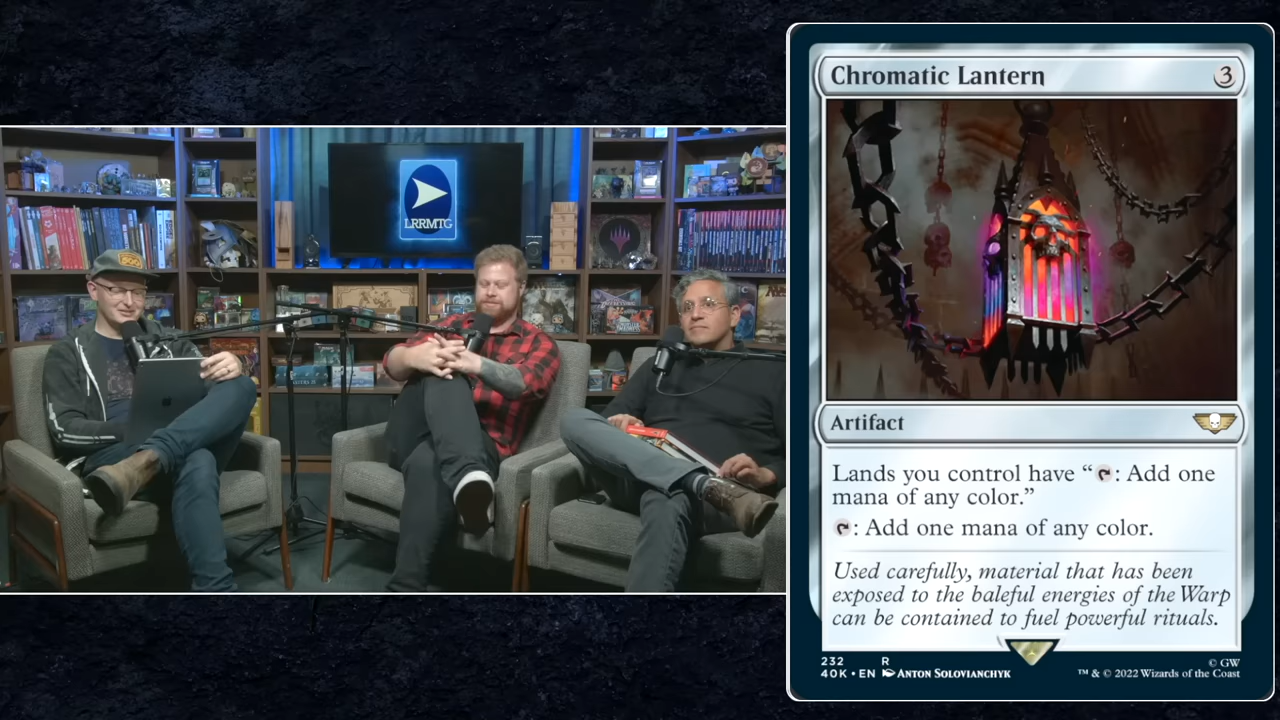 LRRMTG
Chromatic Lantern 3
Artifact
Lands you control have “: Add one
mana of any color.”
: Add one mana of any color.
Used carefully, material that has been
exposed to the baleful energies of the Warp
can be contained to fuel powerful rituals.
232 R
40K • EN ANTON SOLOVIANCHYK
© GW
™ & © 2022 Wizards of the Coast